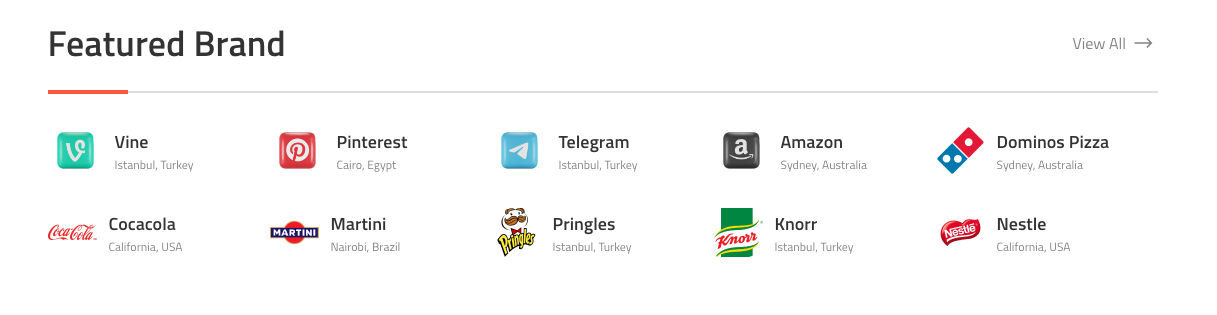 Featured Brand
View All
Vine
Istanbul, Turkey
Pinterest
Cairo, Egypt
Telegram
Istanbul, Turkey
Amazon
Sydney, Australia
Dominos Pizza
Sydney, Australia
Coca-Cola
Cocacola
California, USA
MARTINI
Martini
Nairobi, Brazil
Pringles
Pringles
Istanbul, Turkey
Knorr
Knorr
Istanbul, Turkey
Nestlé
Nestle
California, USA